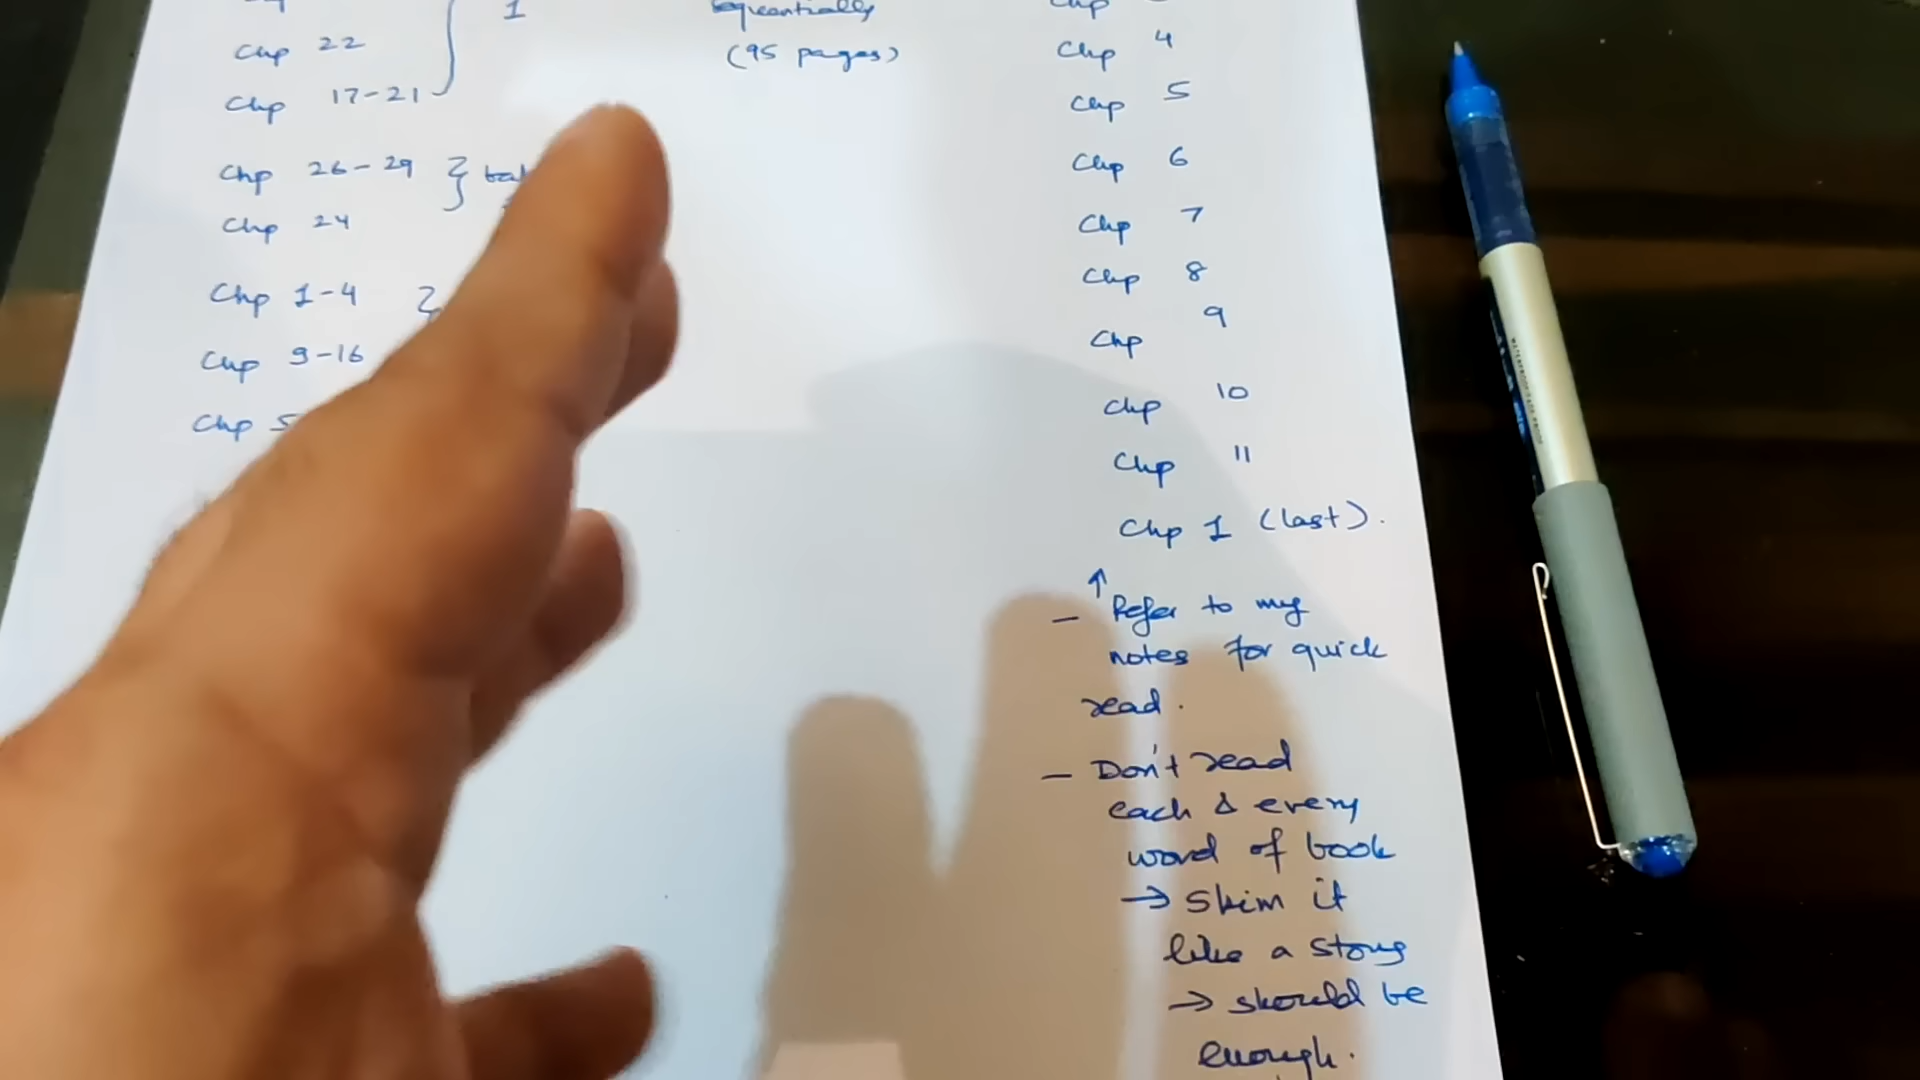 1
Chp 22
Chp 17-21
Chp 26-29
Chp 24
Chp 1-4
Chp 9-16
Chp 5
sequentially
(95 pages)
Chp
Chp 4
Chp 5
Chp 6
Chp 7
Chp 8
Chp 9
Chp 10
Chp 11
Chp 1 (last).
- Refer to my
notes for quick
read.
- Don't read
each & every
word of book
→ Skim it
like a story
→ should be
enough.